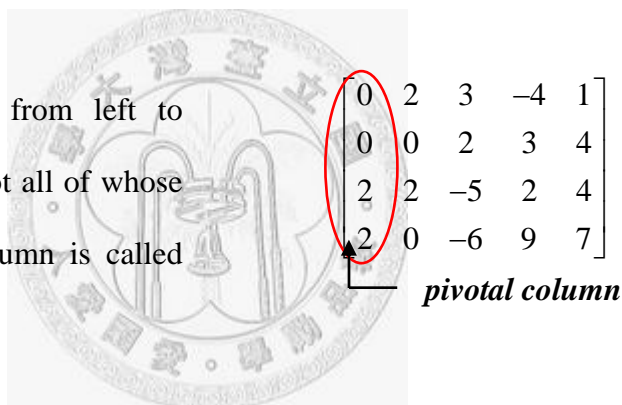 from left to
t all of whose
umn is called
0 2 3 −4 1
0 0 2 3 4
2 2 −5 2 4
2 0 −6 9 7
pivotal column